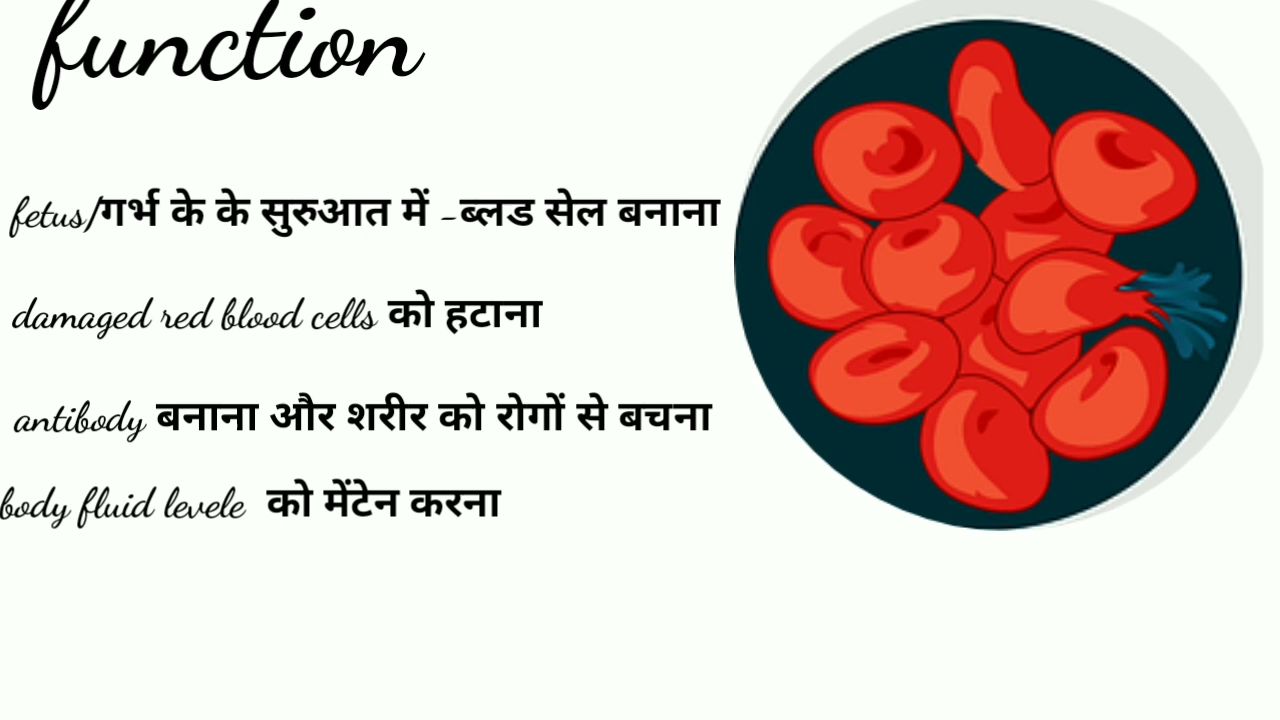 function
fetus/गर्भ के के सुरुआत में -ब्लड सेल बनाना
damaged red blood cells को हटाना
antibody बनाना और शरीर को रोगों से बचना
body fluid levele को मेंटेन करना